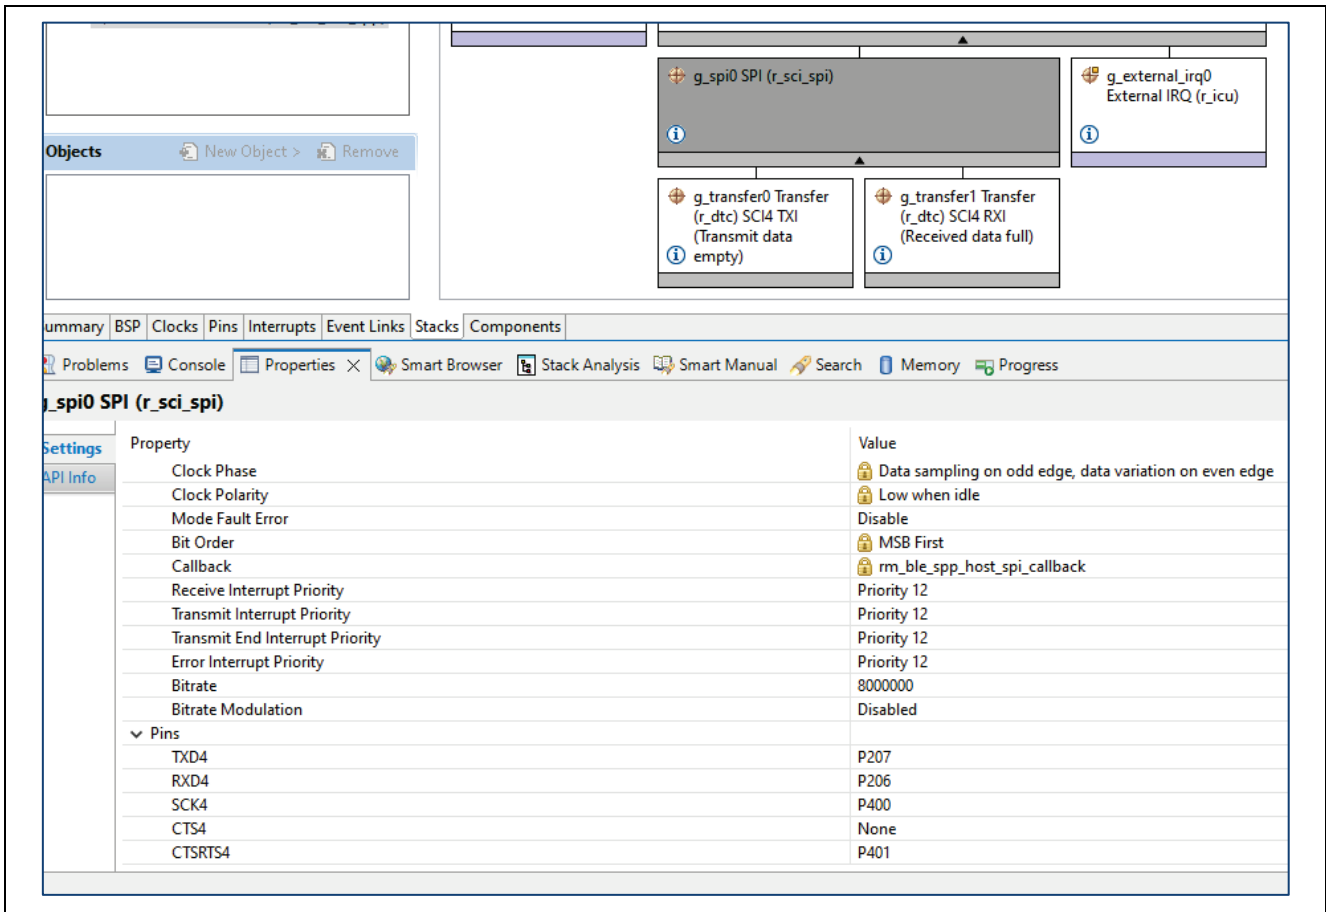 g_spi0 SPI (r_sci_spi)
g_external_irq0
External IRQ (r_icu)
Objects
New Object >
Remove
g_transfer0 Transfer
(r_dtc) SCI4 TXI
(Transmit data
empty)
g_transfer1 Transfer
(r_dtc) SCI4 RXI
(Received data full)
ummary BSP Clocks Pins Interrupts Event Links Stacks Components
Problems Console Properties Smart Browser Stack Analysis Smart Manual Search Memory Progress
g_spi0 SPI (r_sci_spi)
Settings
API Info
Property Value
Clock Phase Data sampling on odd edge, data variation on even edge
Clock Polarity Low when idle
Mode Fault Error Disable
Bit Order MSB First
Callback rm_ble_spp_host_spi_callback
Receive Interrupt Priority Priority 12
Transmit Interrupt Priority Priority 12
Transmit End Interrupt Priority Priority 12
Error Interrupt Priority Priority 12
Bitrate 8000000
Bitrate Modulation Disabled
Pins
TXD4 P207
RXD4 P206
SCK4 P400
CTS4 None
CTSRTS4 P401